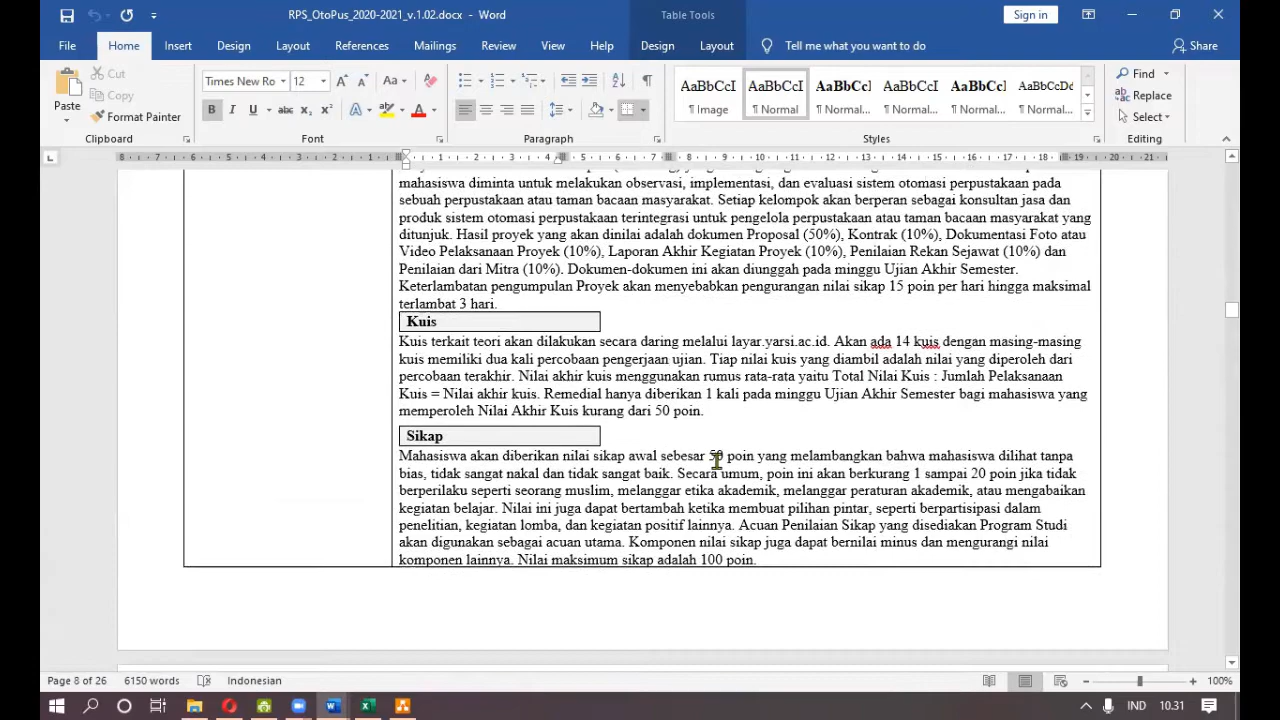 RPS_OtoPus_2020-2021_v.1.02.docx - Word
Table Tools
Sign in
File
Home
Insert
Design
Layout
References
Mailings
Review
View
Help
Design
Layout
Tell me what you want to do
Share
Paste
Cut
Copy
Format Painter
Clipboard
Times New Ro
12
Font
Paragraph
AaBbCcI
¶ Image
AaBbCcI
¶ Normal
AaBbCcI
¶ Normal...
AaBbCcI
¶ Normal...
AaBbCcI
¶ Normal...
AaBbCcDd
¶ Normal...
Styles
Find
Replace
Select
Editing
mahasiswa diminta untuk melakukan observasi, implementasi, dan evaluasi sistem otomasi perpustakaan pada
sebuah perpustakaan atau taman bacaan masyarakat. Setiap kelompok akan berperan sebagai konsultan jasa dan
produk sistem otomasi perpustakaan terintegrasi untuk pengelola perpustakaan atau taman bacaan masyarakat yang
ditunjuk. Hasil proyek yang akan dinilai adalah dokumen Proposal (50%), Kontrak (10%), Dokumentasi Foto atau
Video Pelaksanaan Proyek (10%), Laporan Akhir Kegiatan Proyek (10%), Penilaian Rekan Sejawat (10%) dan
Penilaian dari Mitra (10%). Dokumen-dokumen ini akan diunggah pada minggu Ujian Akhir Semester.
Keterlambatan pengumpulan Proyek akan menyebabkan pengurangan nilai sikap 15 poin per hari hingga maksimal
terlambat 3 hari.
Kuis
Kuis terkait teori akan dilakukan secara daring melalui layar.yarsi.ac.id. Akan ada 14 kuis dengan masing-masing
kuis memiliki dua kali percobaan pengerjaan ujian. Tiap nilai kuis yang diambil adalah nilai yang diperoleh dari
percobaan terakhir. Nilai akhir kuis menggunakan rumus rata-rata yaitu Total Nilai Kuis : Jumlah Pelaksanaan
Kuis = Nilai akhir kuis. Remedial hanya diberikan 1 kali pada minggu Ujian Akhir Semester bagi mahasiswa yang
memperoleh Nilai Akhir Kuis kurang dari 50 poin.
Sikap
Mahasiswa akan diberikan nilai sikap awal sebesar 50 poin yang melambangkan bahwa mahasiswa dilihat tanpa
bias, tidak sangat nakal dan tidak sangat baik. Secara umum, poin ini akan berkurang 1 sampai 20 poin jika tidak
berperilaku seperti seorang muslim, melanggar etika akademik, melanggar peraturan akademik, atau mengabaikan
kegiatan belajar. Nilai ini juga dapat bertambah ketika membuat pilihan pintar, seperti berpartisipasi dalam
penelitian, kegiatan lomba, dan kegiatan positif lainnya. Acuan Penilaian Sikap yang disediakan Program Studi
akan digunakan sebagai acuan utama. Komponen nilai sikap juga dapat bernilai minus dan mengurangi nilai
komponen lainnya. Nilai maksimum sikap adalah 100 poin.
Page 8 of 26
6150 words
Indonesian
100%
IND
10.31